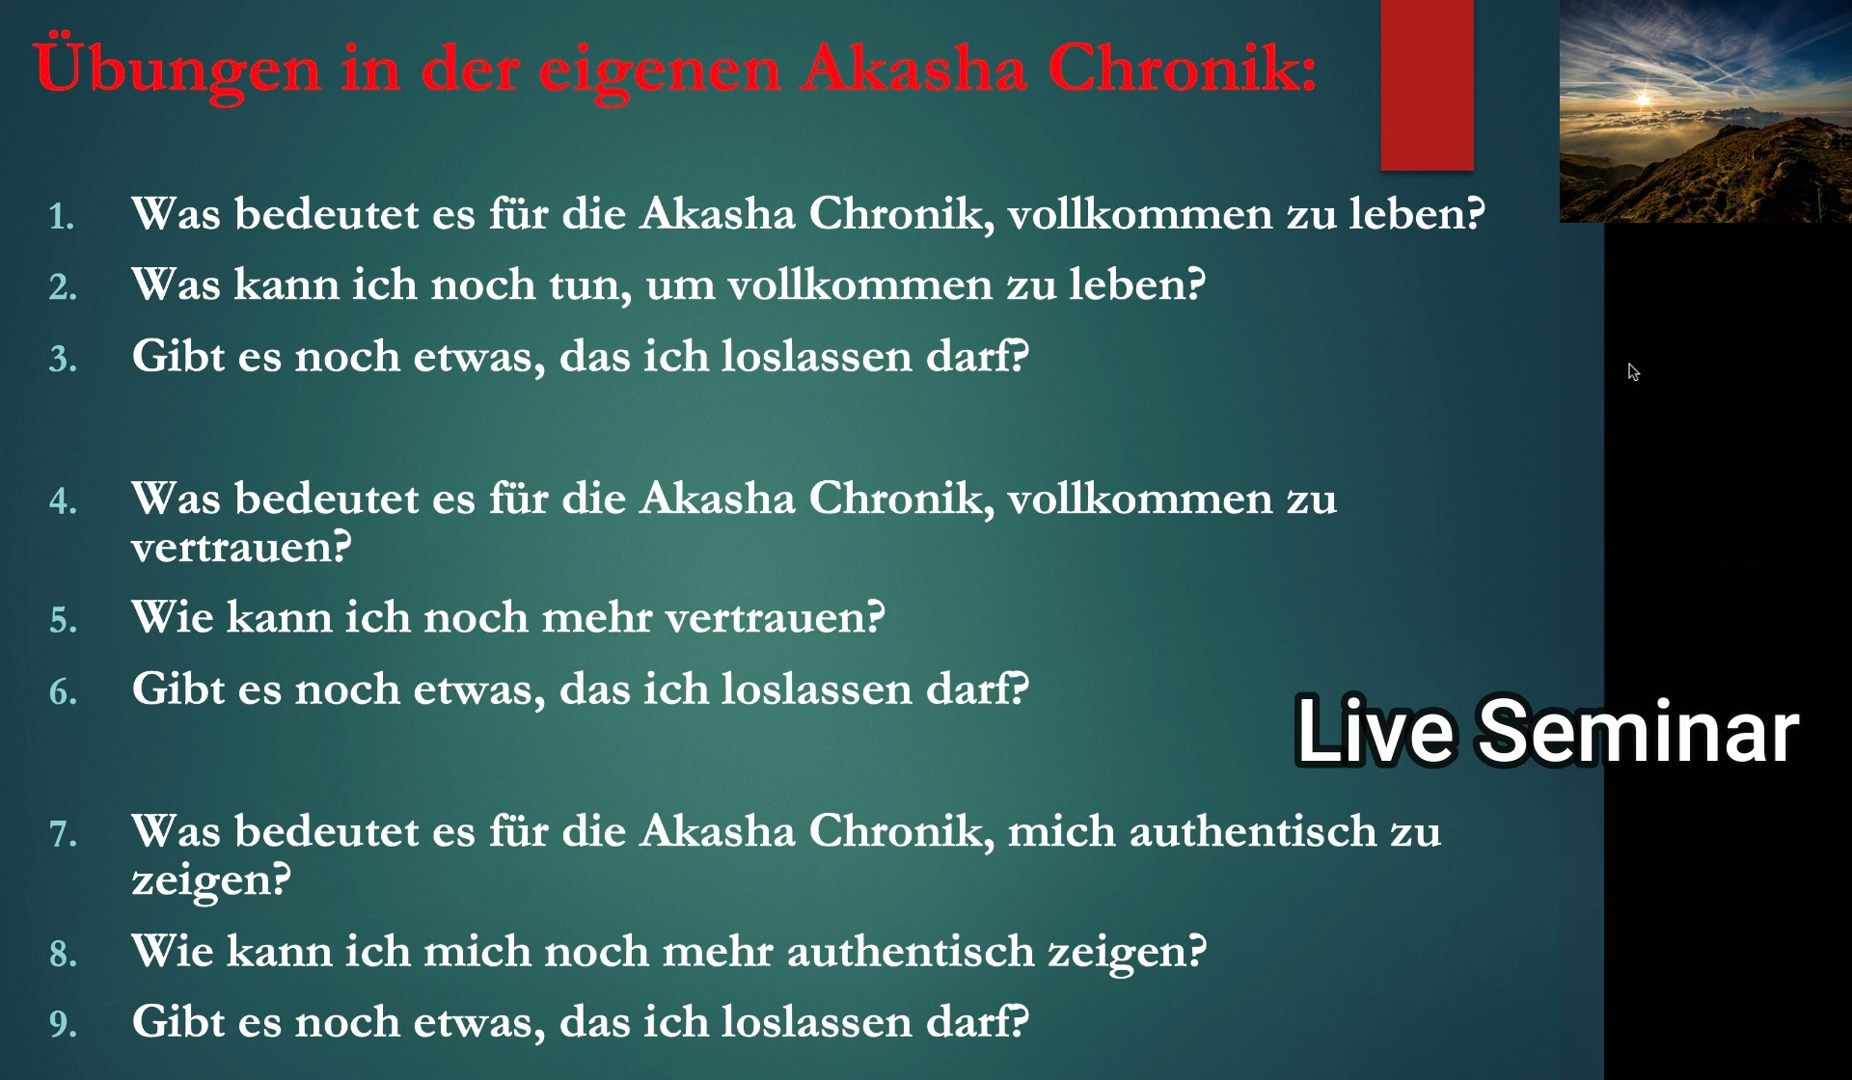 Übungen in der eigenen Akasha Chronik:
1. Was bedeutet es für die Akasha Chronik, vollkommen zu leben?
2. Was kann ich noch tun, um vollkommen zu leben?
3. Gibt es noch etwas, das ich loslassen darf?
4. Was bedeutet es für die Akasha Chronik, vollkommen zu
vertrauen?
5. Wie kann ich noch mehr vertrauen?
6. Gibt es noch etwas, das ich loslassen darf?
Live Seminar
7. Was bedeutet es für die Akasha Chronik, mich authentisch zu
zeigen?
8. Wie kann ich mich noch mehr authentisch zeigen?
9. Gibt es noch etwas, das ich loslassen darf?